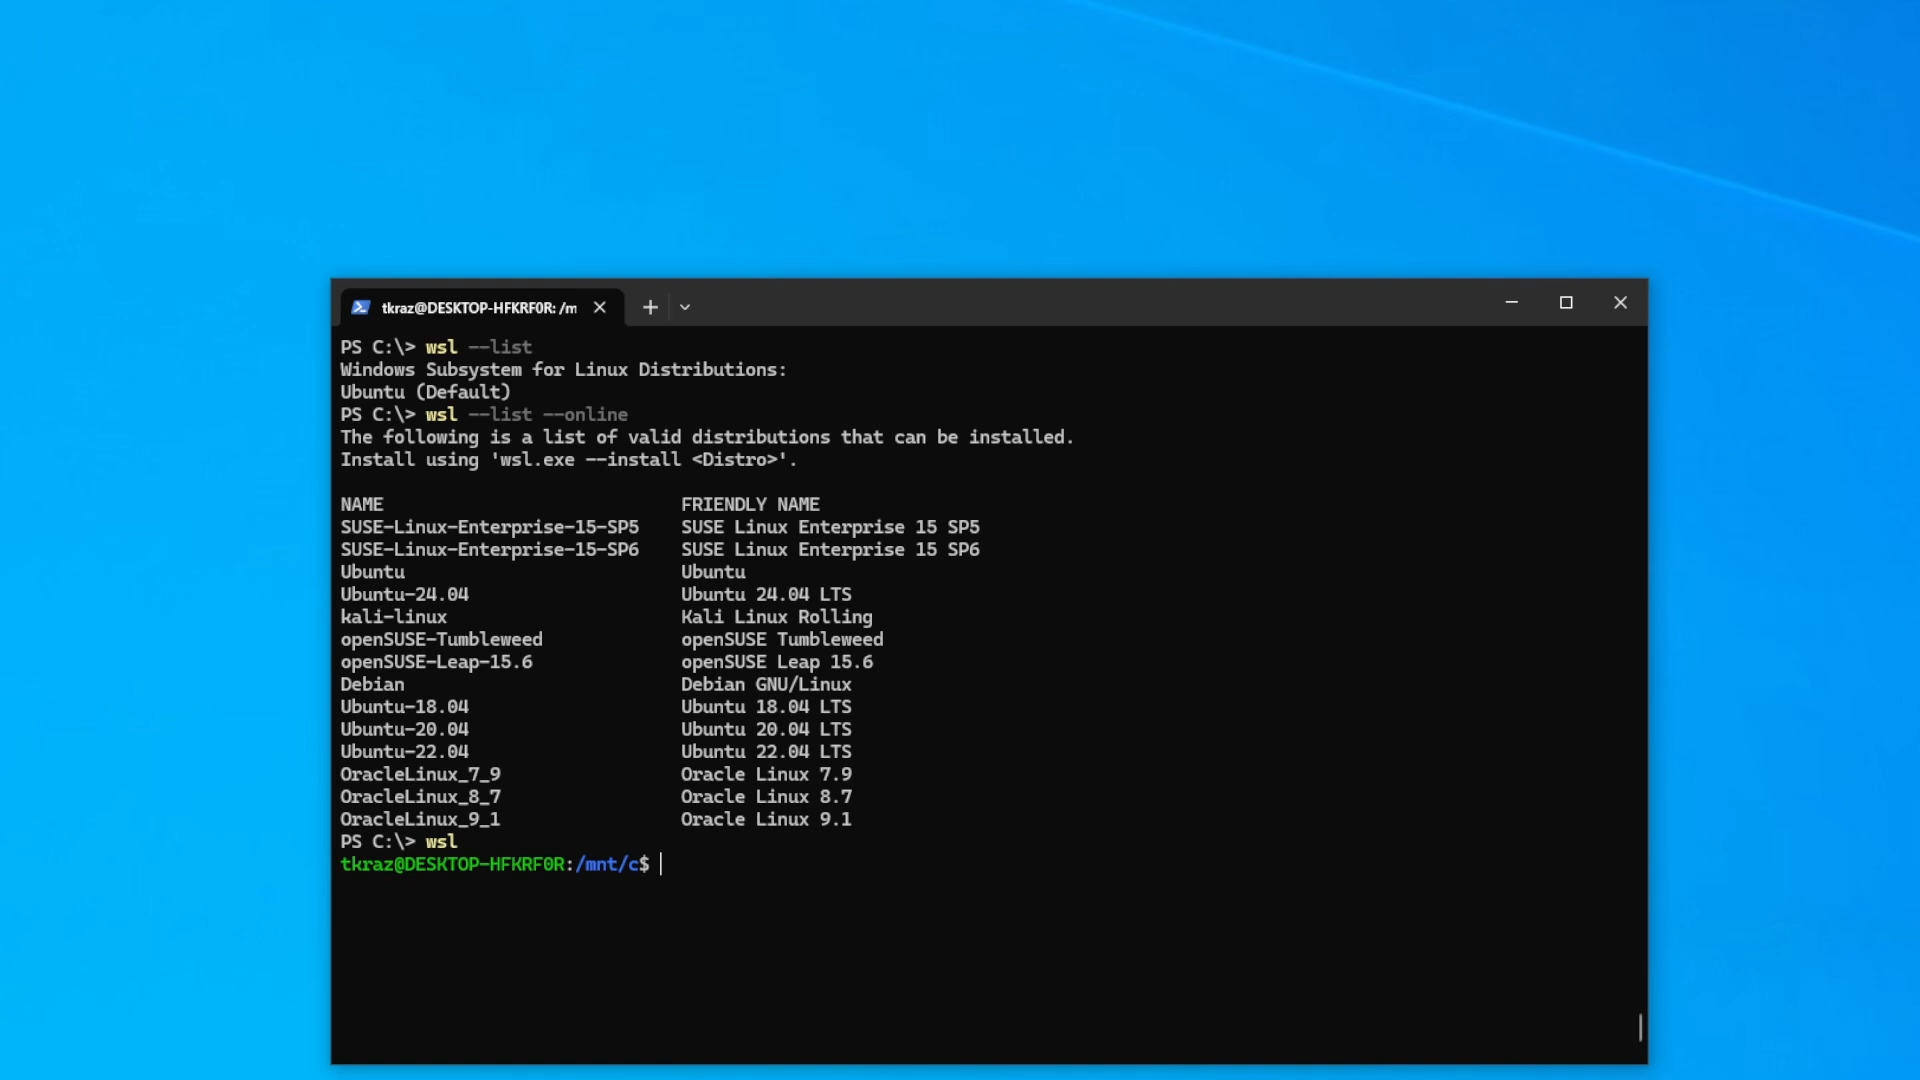 tkraz@DESKTOP-HFKRF0R: /m
PS C:\> wsl --list
Windows Subsystem for Linux Distributions:
Ubuntu (Default)
PS C:\> wsl --list --online
The following is a list of valid distributions that can be installed.
Install using 'wsl.exe --install <Distro>'.
NAME FRIENDLY NAME
SUSE-Linux-Enterprise-15-SP5 SUSE Linux Enterprise 15 SP5
SUSE-Linux-Enterprise-15-SP6 SUSE Linux Enterprise 15 SP6
Ubuntu Ubuntu
Ubuntu-24.04 Ubuntu 24.04 LTS
kali-linux Kali Linux Rolling
openSUSE-Tumbleweed openSUSE Tumbleweed
openSUSE-Leap-15.6 openSUSE Leap 15.6
Debian Debian GNU/Linux
Ubuntu-18.04 Ubuntu 18.04 LTS
Ubuntu-20.04 Ubuntu 20.04 LTS
Ubuntu-22.04 Ubuntu 22.04 LTS
OracleLinux_7_9 Oracle Linux 7.9
OracleLinux_8_7 Oracle Linux 8.7
OracleLinux_9_1 Oracle Linux 9.1
PS C:\> wsl
tkraz@DESKTOP-HFKRF0R:/mnt/c$